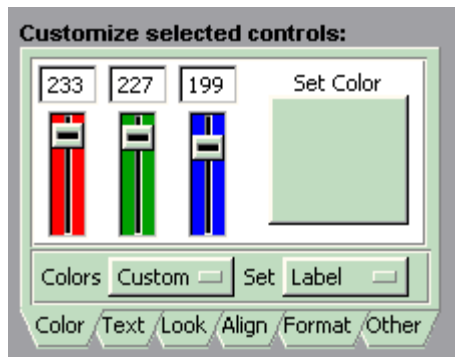 Customize selected controls:
233 227 199 Set Color
Colors Custom Set Label
Color Text Look Align Format Other